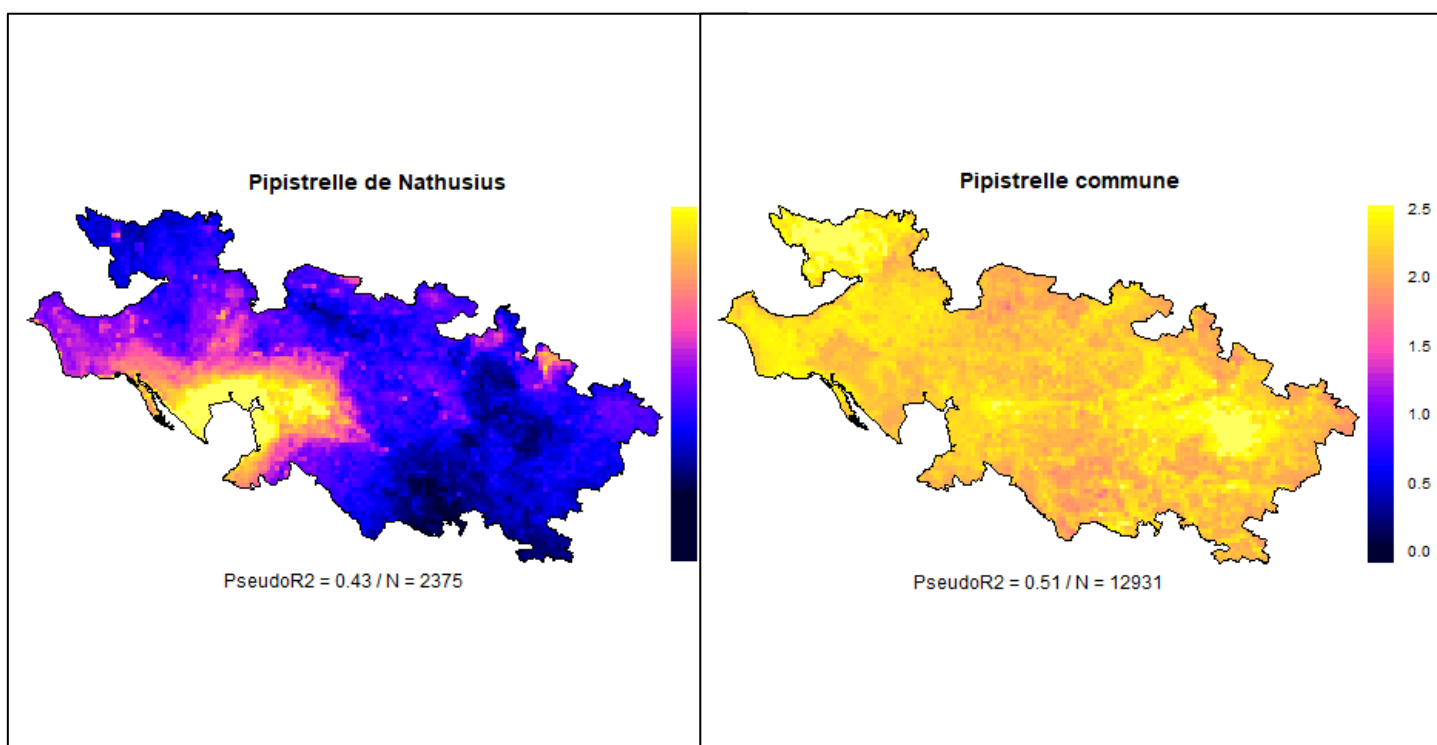 Pipistrelle de Nathusius
PseudoR2 = 0.43 / N = 2375
Pipistrelle commune
2.5
2.0
1.5
1.0
0.5
0.0
PseudoR2 = 0.51 / N = 12931